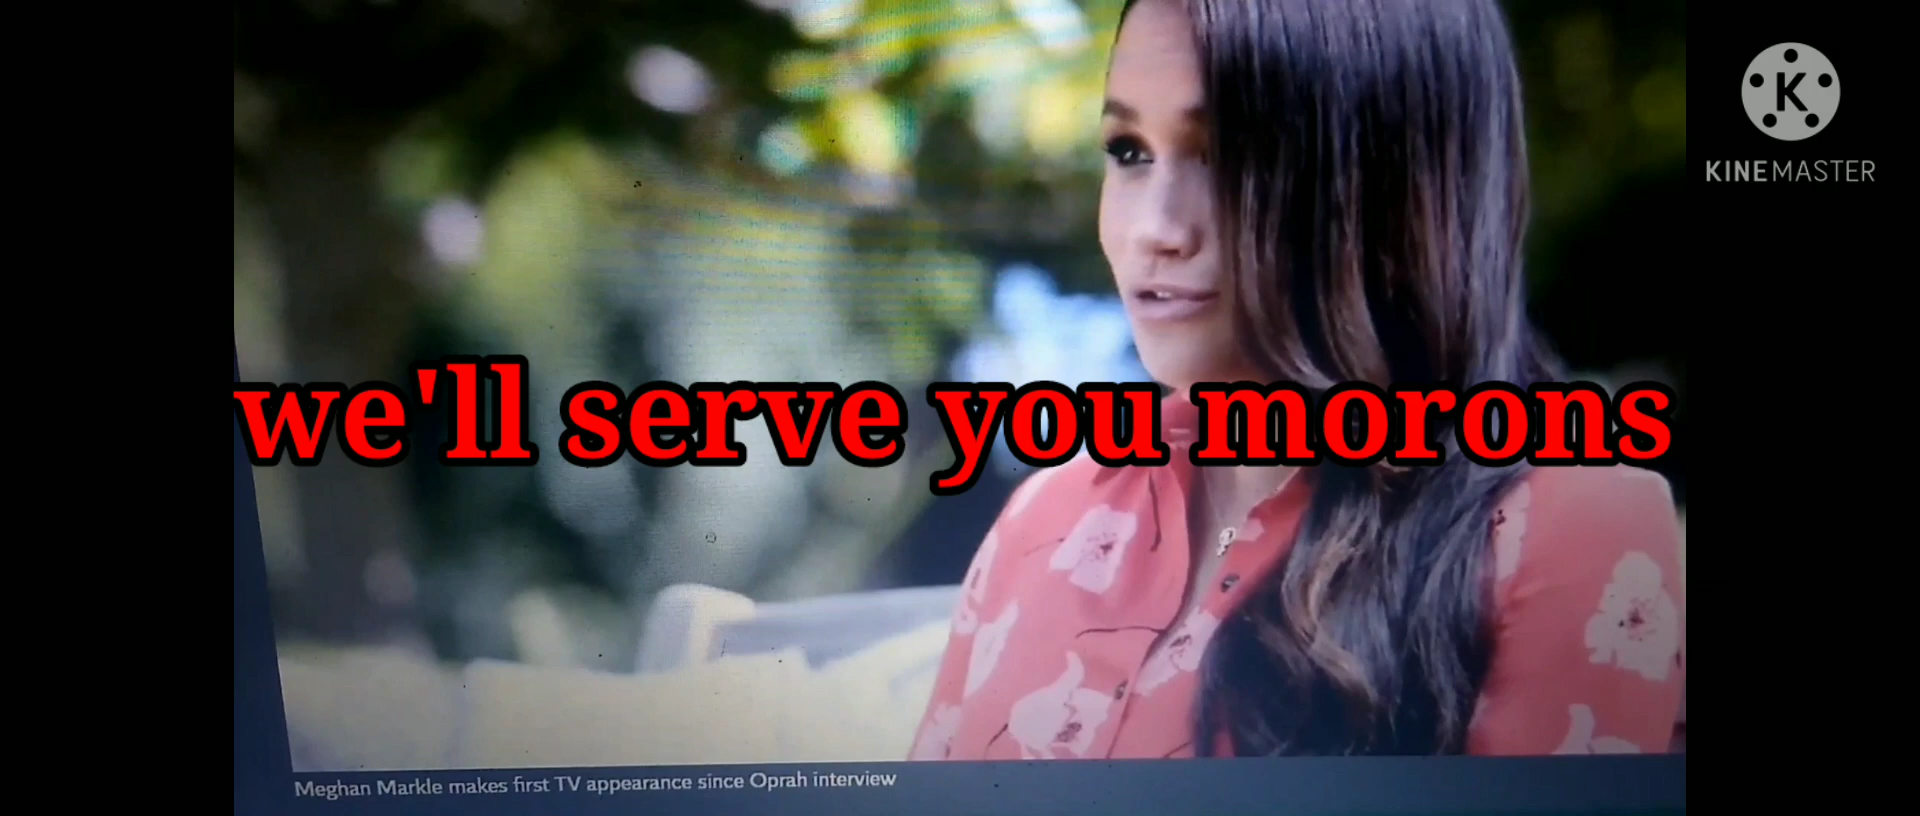 K
KINEMASTER
we'll serve you morons
Meghan Markle makes first TV appearance since Oprah interview